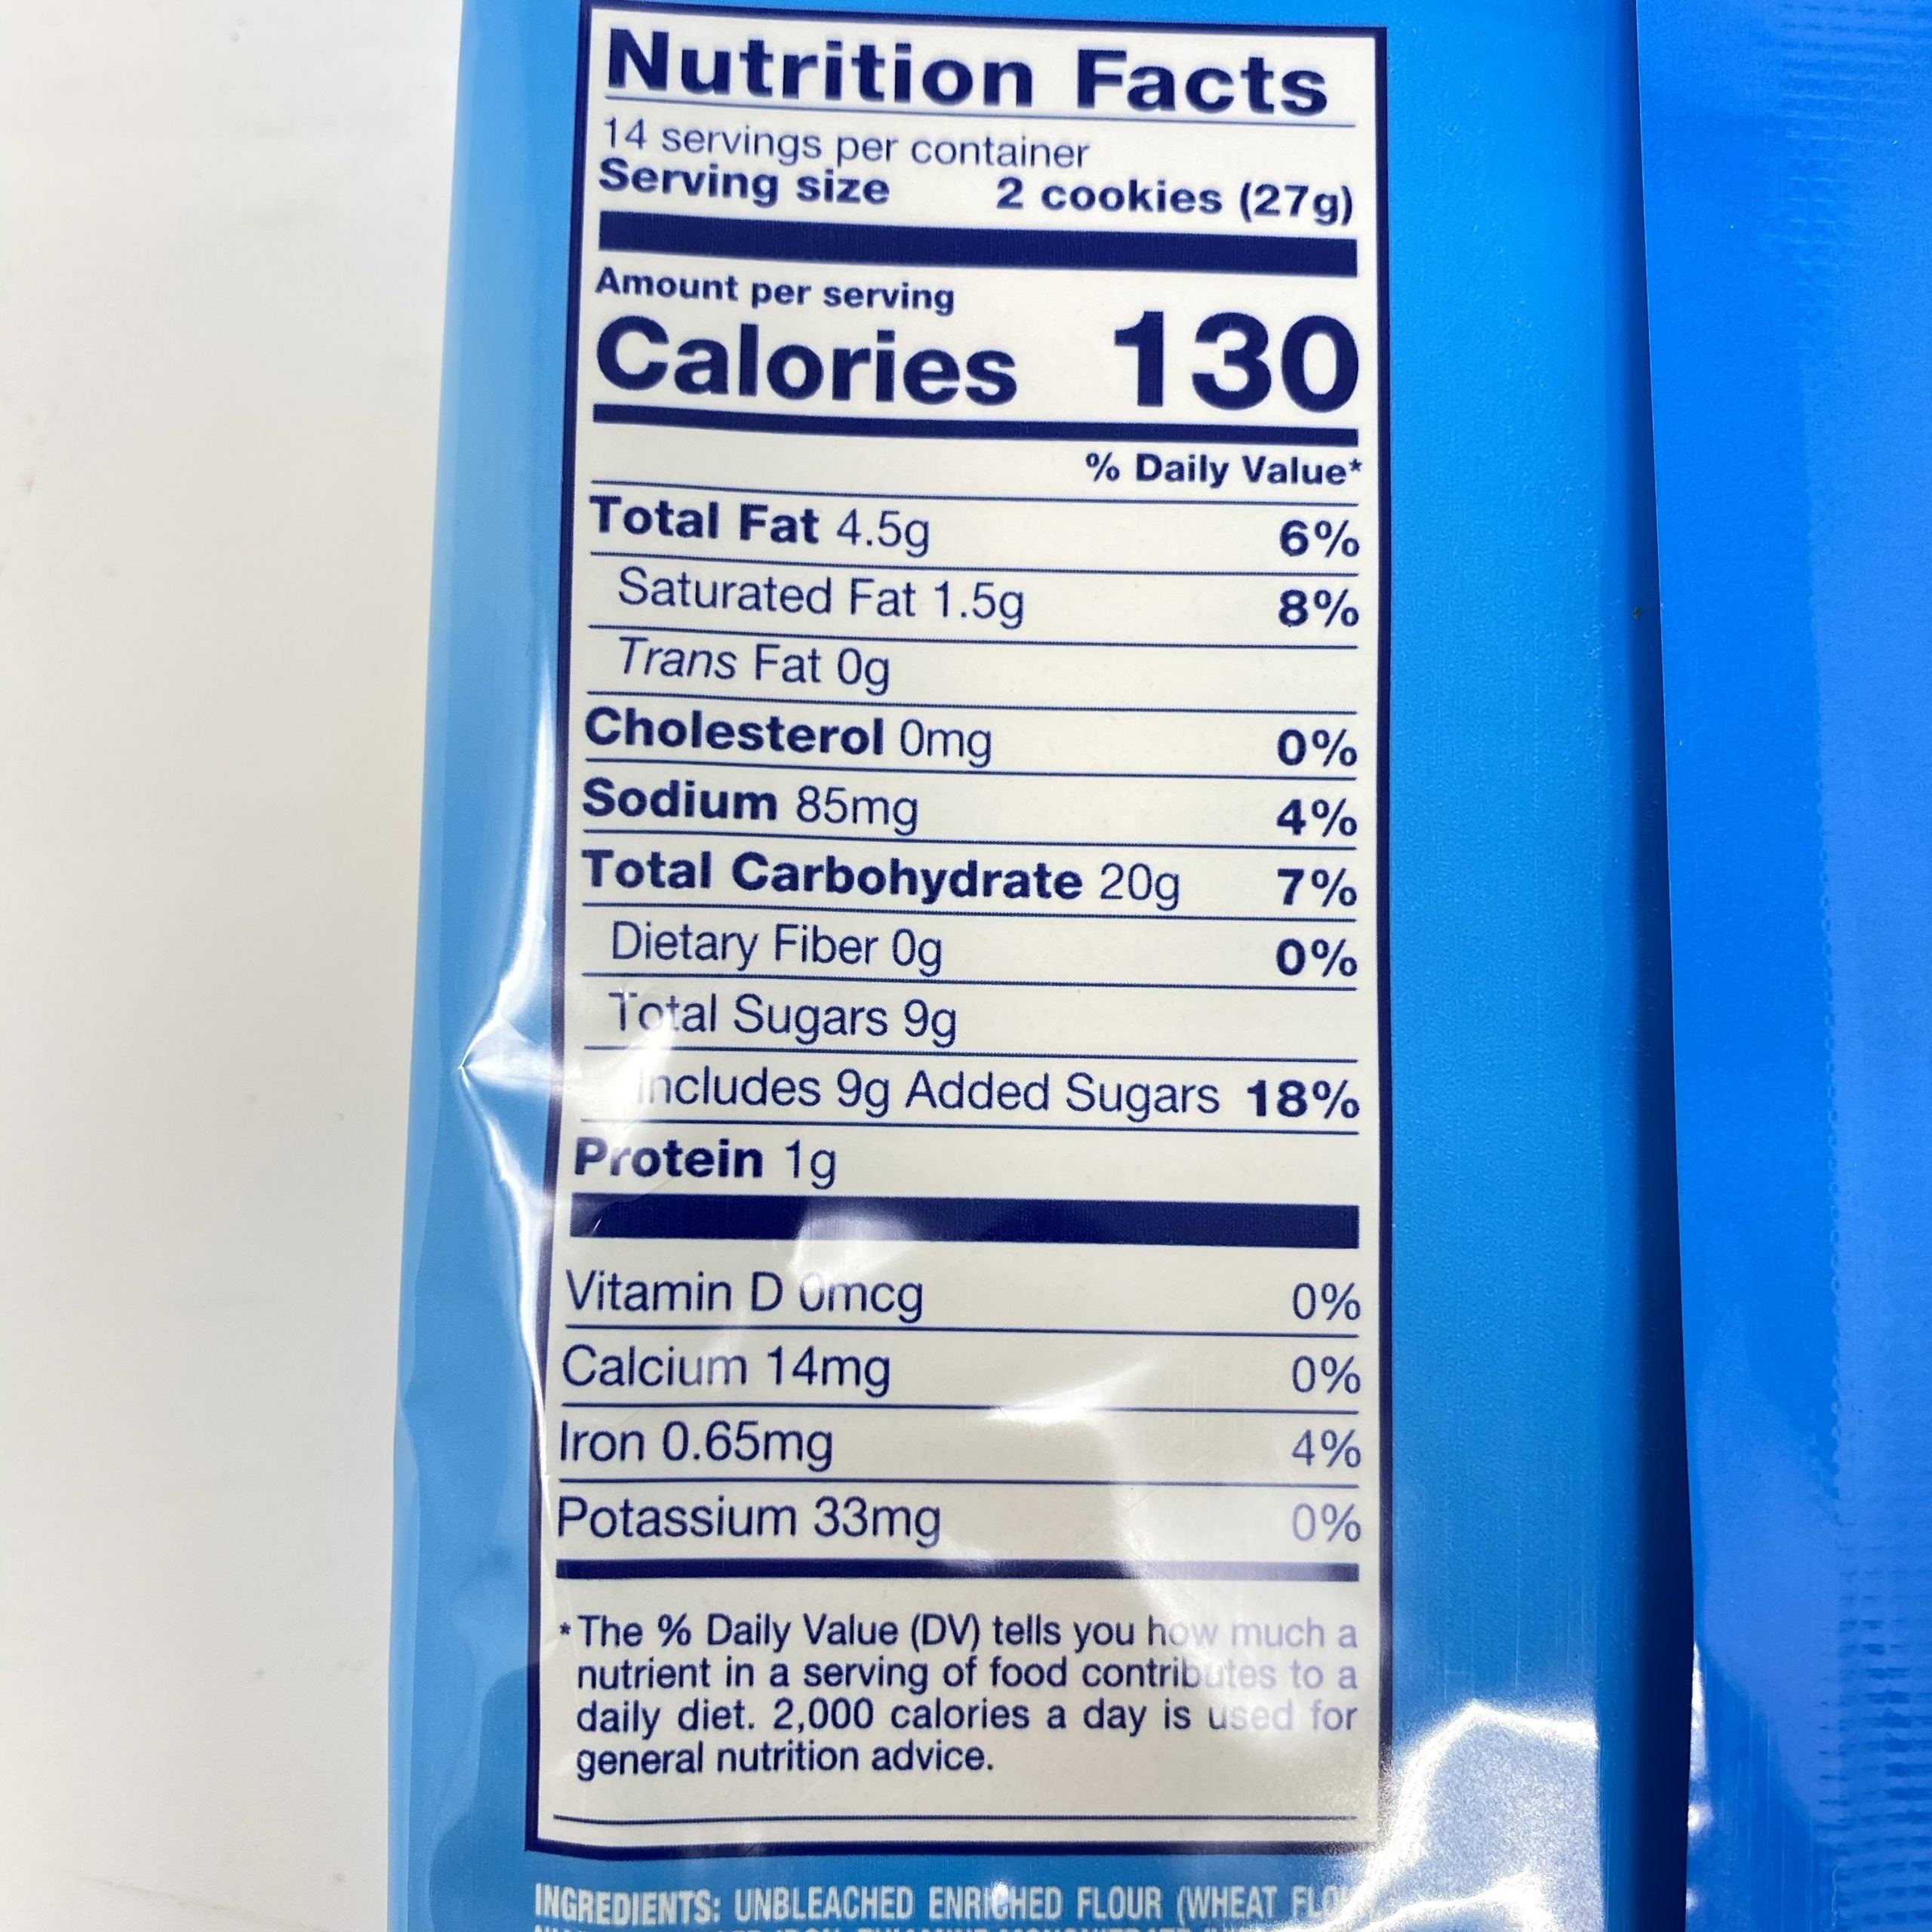 Nutrition Facts
14 servings per container
Serving size 2 cookies (27g)
Amount per serving
Calories 130
% Daily Value*
Total Fat 4.5g 6%
Saturated Fat 1.5g 8%
Trans Fat 0g
Cholesterol 0mg 0%
Sodium 85mg 4%
Total Carbohydrate 20g 7%
Dietary Fiber 0g 0%
Total Sugars 9g
Includes 9g Added Sugars 18%
Protein 1g
Vitamin D 0mcg 0%
Calcium 14mg 0%
Iron 0.65mg 4%
Potassium 33mg 0%
*The % Daily Value (DV) tells you how much a
nutrient in a serving of food contributes to a
daily diet. 2,000 calories a day is used for
general nutrition advice.
INGREDIENTS: UNBLEACHED ENRICHED FLOUR (WHEAT